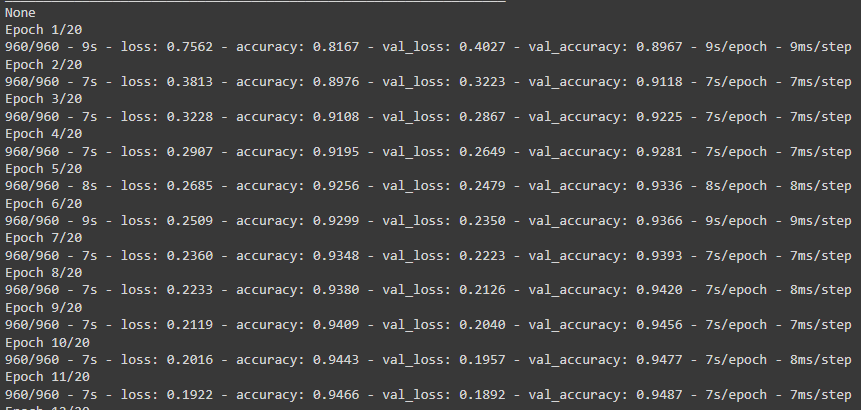 None
Epoch 1/20
960/960 - 9s - loss: 0.7562 - accuracy: 0.8167 - val_loss: 0.4027 - val_accuracy: 0.8967 - 9s/epoch - 9ms/step
Epoch 2/20
960/960 - 7s - loss: 0.3813 - accuracy: 0.8976 - val_loss: 0.3223 - val_accuracy: 0.9118 - 7s/epoch - 7ms/step
Epoch 3/20
960/960 - 7s - loss: 0.3228 - accuracy: 0.9108 - val_loss: 0.2867 - val_accuracy: 0.9225 - 7s/epoch - 7ms/step
Epoch 4/20
960/960 - 7s - loss: 0.2907 - accuracy: 0.9195 - val_loss: 0.2649 - val_accuracy: 0.9281 - 7s/epoch - 7ms/step
Epoch 5/20
960/960 - 8s - loss: 0.2685 - accuracy: 0.9256 - val_loss: 0.2479 - val_accuracy: 0.9336 - 8s/epoch - 8ms/step
Epoch 6/20
960/960 - 9s - loss: 0.2509 - accuracy: 0.9299 - val_loss: 0.2350 - val_accuracy: 0.9366 - 9s/epoch - 9ms/step
Epoch 7/20
960/960 - 7s - loss: 0.2360 - accuracy: 0.9348 - val_loss: 0.2223 - val_accuracy: 0.9393 - 7s/epoch - 7ms/step
Epoch 8/20
960/960 - 7s - loss: 0.2233 - accuracy: 0.9380 - val_loss: 0.2126 - val_accuracy: 0.9420 - 7s/epoch - 8ms/step
Epoch 9/20
960/960 - 7s - loss: 0.2119 - accuracy: 0.9409 - val_loss: 0.2040 - val_accuracy: 0.9456 - 7s/epoch - 7ms/step
Epoch 10/20
960/960 - 7s - loss: 0.2016 - accuracy: 0.9443 - val_loss: 0.1957 - val_accuracy: 0.9477 - 7s/epoch - 8ms/step
Epoch 11/20
960/960 - 7s - loss: 0.1922 - accuracy: 0.9466 - val_loss: 0.1892 - val_accuracy: 0.9487 - 7s/epoch - 7ms/step